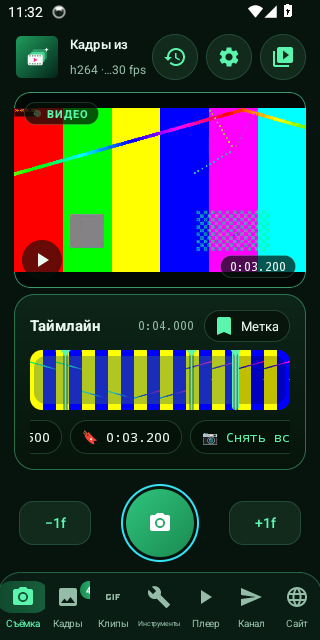 11:32
Кадры из
h264 ·…30 fps
ВИДЕО
0:03.200
Таймлайн
0:04.000
Метка
500
0:03.200
Снять вс
−1f
+1f
4
GIF
Съёмка
Кадры
Клипы
Инструменты
Плеер
Канал
Сайт